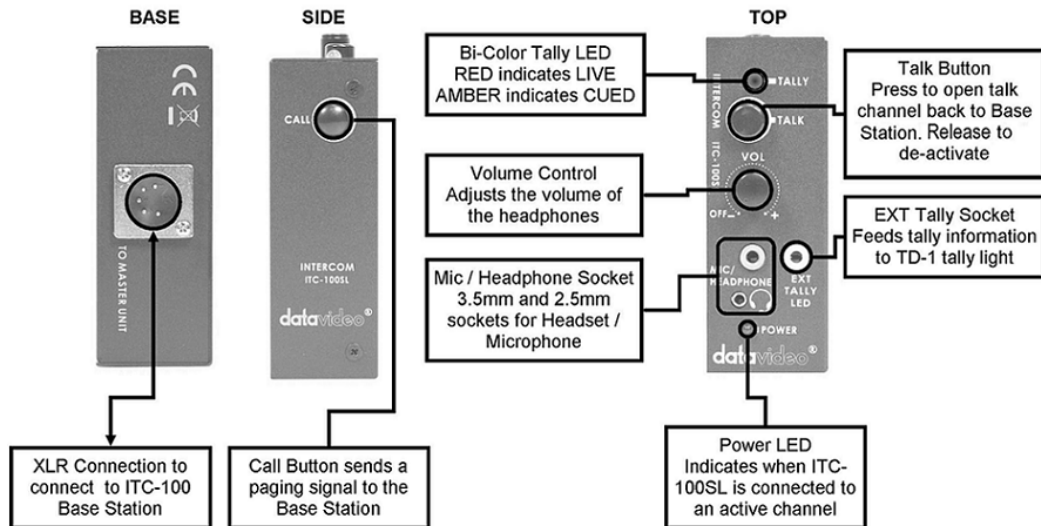 BASE
SIDE
TOP
Bi-Color Tally LED
RED indicates LIVE
AMBER indicates CUED
Talk Button
Press to open talk
channel back to Base
Station. Release to
de-activate
Volume Control
Adjusts the volume of
the headphones
EXT Tally Socket
Feeds tally information
to TD-1 tally light
Mic / Headphone Socket
3.5mm and 2.5mm
sockets for Headset /
Microphone
XLR Connection to
connect to ITC-100
Base Station
Call Button sends a
paging signal to the
Base Station
Power LED
Indicates when ITC-
100SL is connected to
an active channel
CE
TO MASTER UNIT
CALL
INTERCOM
ITC-100SL
datavideo®
TALLY
TALK
INTERCOM
VOL
OFF − +
MIC/
HEADPHONE
EXT
TALLY
LED
POWER
datavideo®